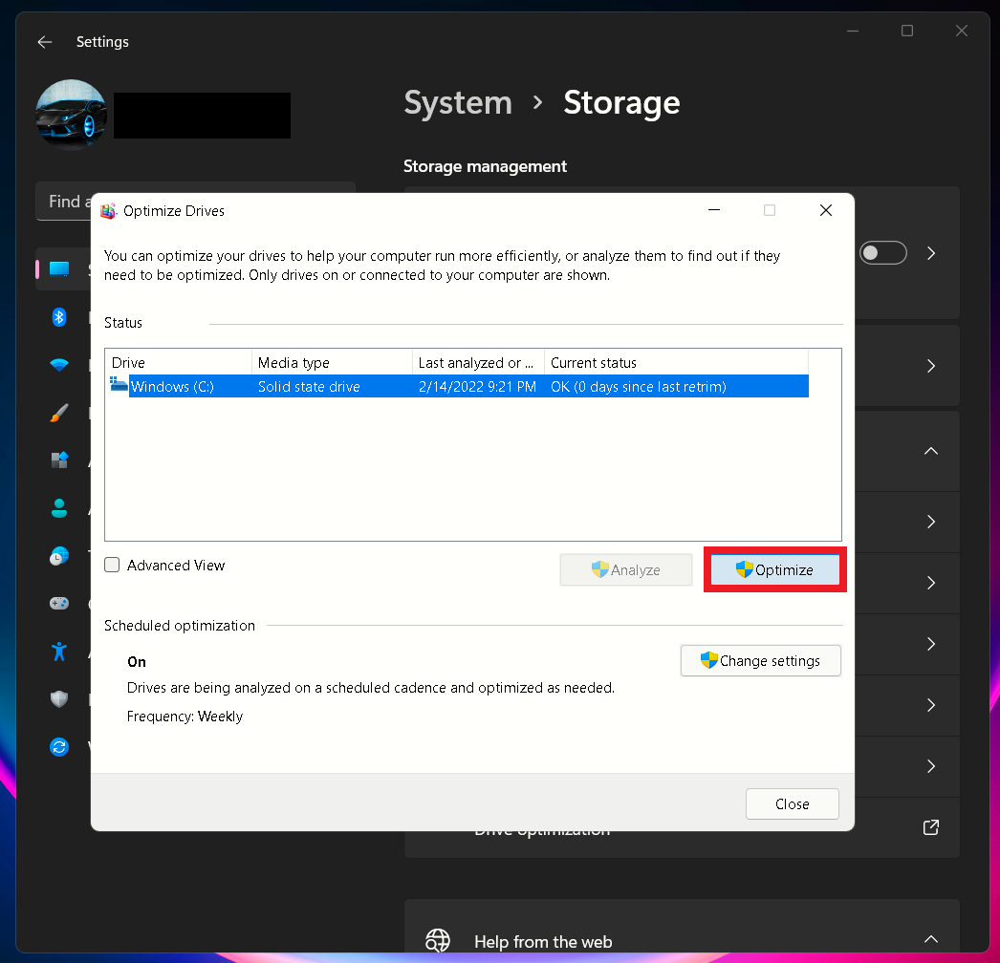 Settings
System > Storage
Storage management
Find a
Optimize Drives
You can optimize your drives to help your computer run more efficiently, or analyze them to find out if they
need to be optimized. Only drives on or connected to your computer are shown.
Status
Drive Media type Last analyzed or ... Current status
Windows (C:) Solid state drive 2/14/2022 9:21 PM OK (0 days since last retrim)
Advanced View
Analyze
Optimize
Scheduled optimization
On
Change settings
Drives are being analyzed on a scheduled cadence and optimized as needed.
Frequency: Weekly
Close
Drive optimization
Help from the web